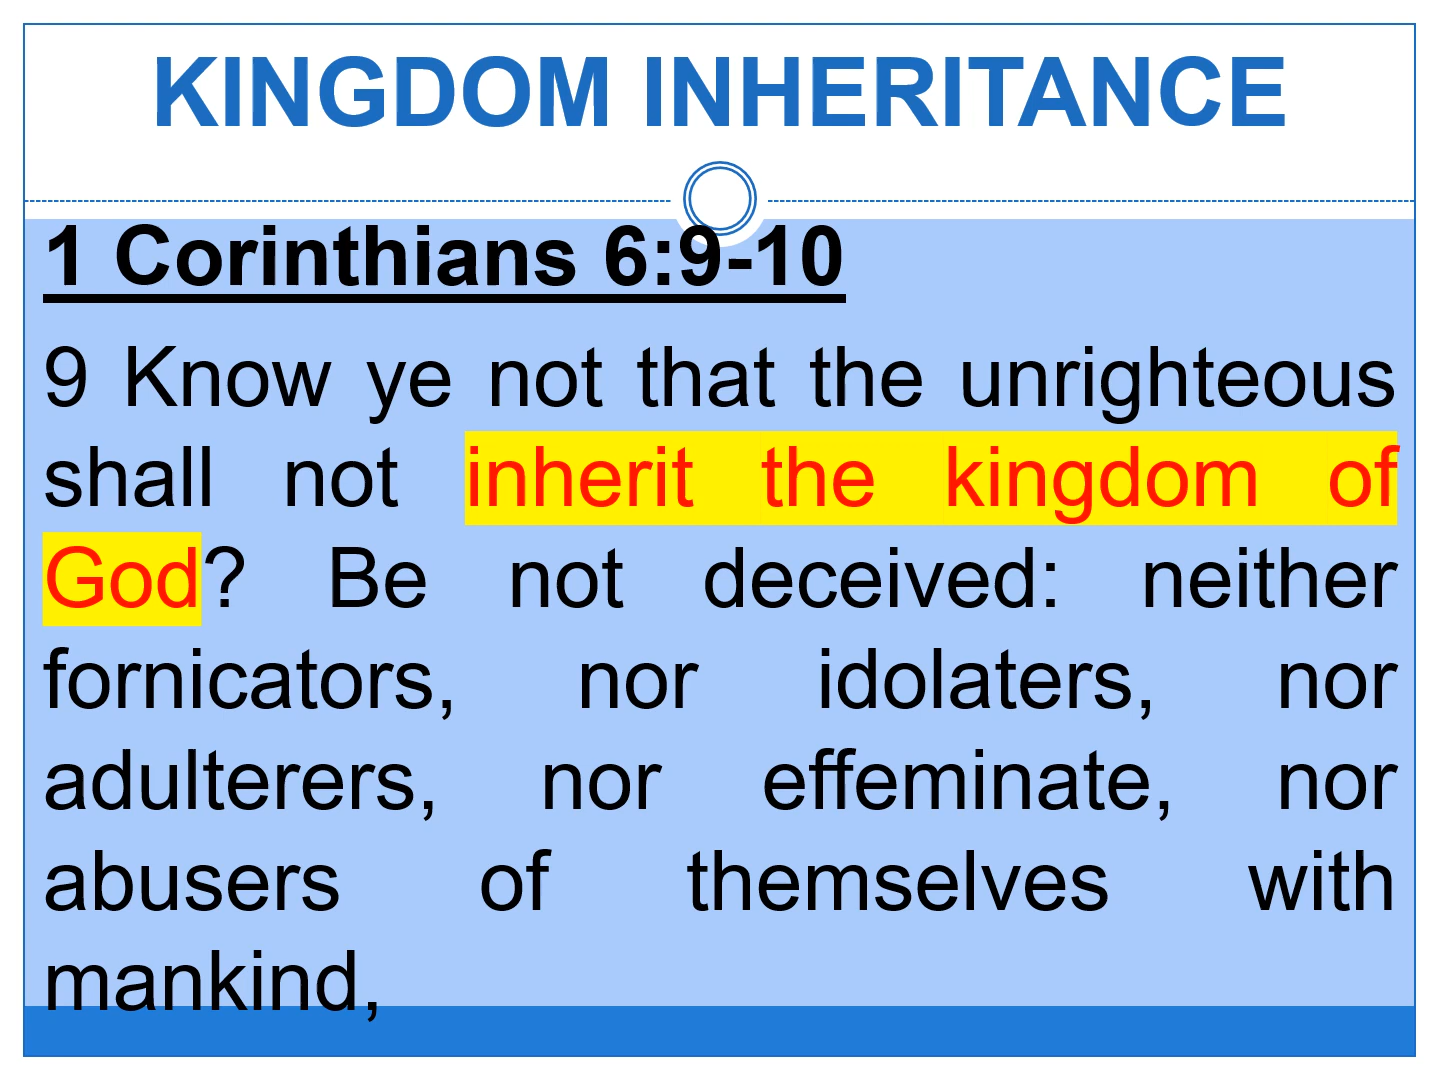 KINGDOM INHERITANCE
1 Corinthians 6:9-10
9 Know ye not that the unrighteous
shall not inherit the kingdom of
God? Be not deceived: neither
fornicators, nor idolaters, nor
adulterers, nor effeminate, nor
abusers of themselves with
mankind,